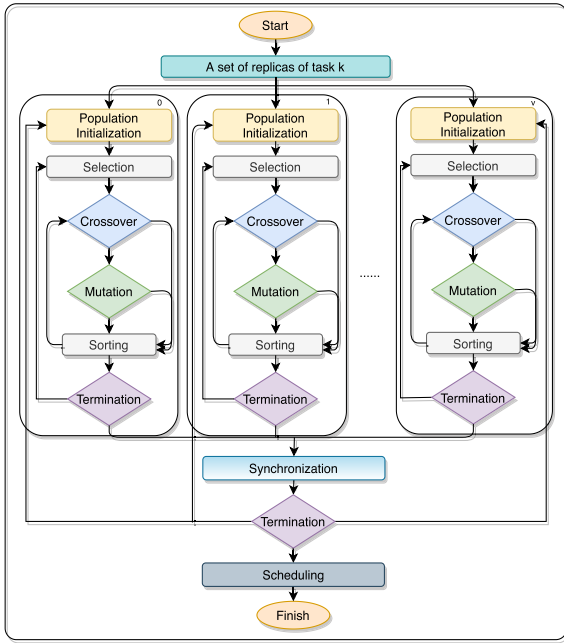 Start
A set of replicas of task k
0
Population
Initialization
Selection
Crossover
Mutation
Sorting
Termination
1
Population
Initialization
Selection
Crossover
Mutation
Sorting
Termination
......
v
Population
Initialization
Selection
Crossover
Mutation
Sorting
Termination
Synchronization
Termination
Scheduling
Finish